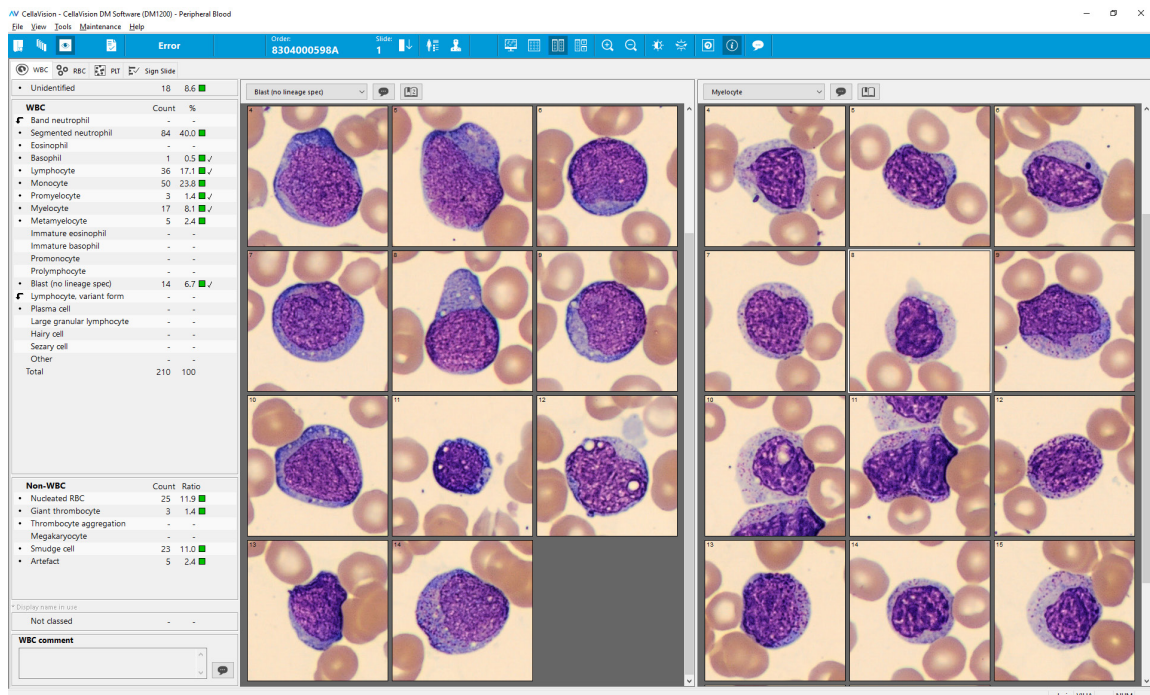 CellaVision - CellaVision DM Software (DM1200) - Peripheral Blood
File View Tools Maintenance Help
Error
Order:
8304000598A
Slide:
1
WBC RBC PLT Sign Slide
Unidentified 18 8.6
WBC Count %
Band neutrophil - -
Segmented neutrophil 84 40.0
Eosinophil - -
Basophil 1 0.5 ✓
Lymphocyte 36 17.1 ✓
Monocyte 50 23.8
Promyelocyte 3 1.4 ✓
Myelocyte 17 8.1 ✓
Metamyelocyte 5 2.4
Immature eosinophil - -
Immature basophil - -
Promonocyte - -
Prolymphocyte - -
Blast (no lineage spec) 14 6.7 ✓
Lymphocyte, variant form - -
Plasma cell - -
Large granular lymphocyte - -
Hairy cell - -
Sezary cell - -
Other - -
Total 210 100
Non-WBC Count Ratio
Nucleated RBC 25 11.9
Giant thrombocyte 3 1.4
Thrombocyte aggregation - -
Megakaryocyte - -
Smudge cell 23 11.0
Artefact 5 2.4
* Display name in use
Not classed - -
WBC comment
Blast (no lineage spec)
4 5 6
7 8 9
10 11 12
13 14
Myelocyte
4 5 6
7 8 9
10 11 12
13 14 15